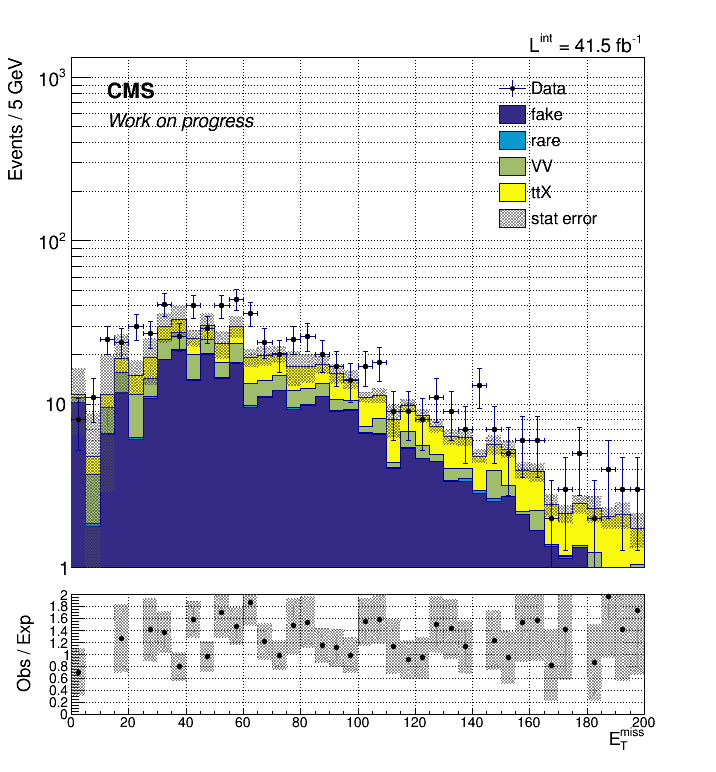 L^int = 41.5 fb^-1
Events / 5 GeV
10^3
10^2
10
1
CMS
Work on progress
Data
fake
rare
VV
ttX
stat error
Obs / Exp
2
1.8
1.6
1.4
1.2
1
0.8
0.6
0.4
0.2
0
0 20 40 60 80 100 120 140 160 180 200
E_T^miss